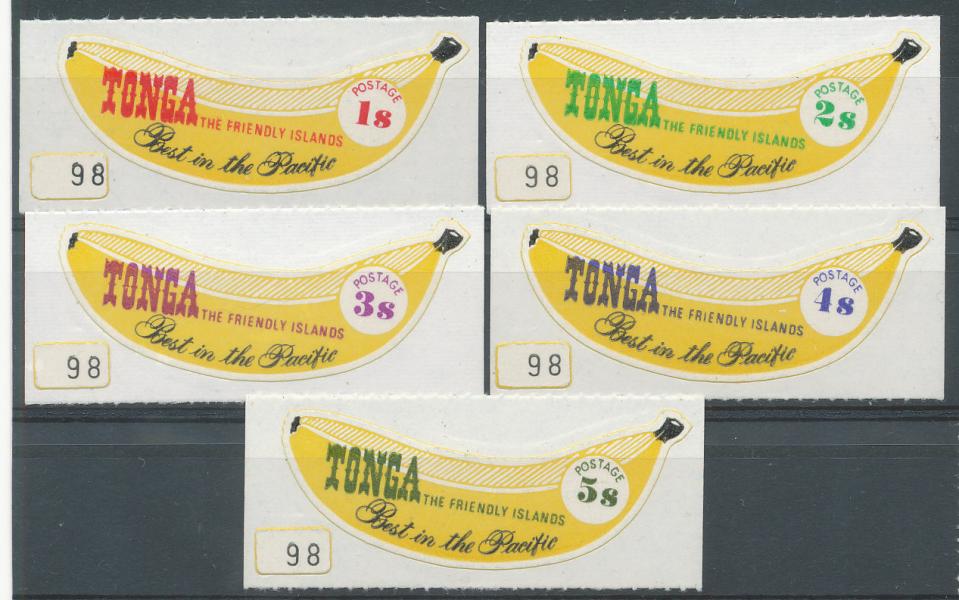 TONGA
THE FRIENDLY ISLANDS
POSTAGE
1s
Best in the Pacific
98
TONGA
THE FRIENDLY ISLANDS
POSTAGE
2s
Best in the Pacific
98
TONGA
THE FRIENDLY ISLANDS
POSTAGE
3s
Best in the Pacific
98
TONGA
THE FRIENDLY ISLANDS
POSTAGE
4s
Best in the Pacific
98
TONGA
THE FRIENDLY ISLANDS
POSTAGE
5s
Best in the Pacific
98